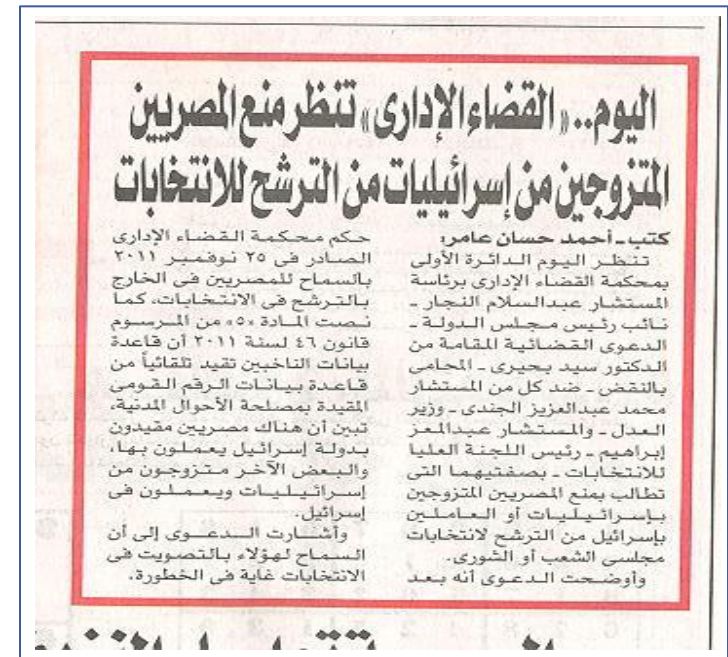 اليوم.. «القضاء الإدارى» تنظر منع المصريين
المتزوجين من إسرائيليات من الترشح للانتخابات
كتب ـ أحمد حسان عامر:
تنظر اليوم الدائرة الأولى
بمحكمة القضاء الإدارى برئاسة
المستشار عبدالسلام النجار ـ
نائب رئيس مجلس الدولة ـ
الدعوى القضائية المقامة من
الدكتور سيد بحيرى ـ المحامى
بالنقض ـ ضد كل من المستشار
محمد عبدالعزيز الجندى ـ وزير
العدل ـ والمستشار عبدالمعز
إبراهيم ـ رئيس اللجنة العليا
للانتخابات ـ بصفتيهما التى
تطالب بمنع المصريين المتزوجين
بإسرائيليات أو العاملين
بإسرائيل من الترشح لانتخابات
مجلسى الشعب أو الشورى.
وأوضحت الدعوى أنه بعد
حكم محكمة القضاء الإدارى
الصادر فى ٢٥ نوفمبر ٢٠١١
بالسماح للمصريين فى الخارج
بالترشح فى الانتخابات، كما
نصت المادة «٥» من المرسوم
قانون ٤٦ لسنة ٢٠١١ أن قاعدة
بيانات الناخبين تقيد تلقائياً من
قاعدة بيانات الرقم القومى
المقيدة بمصلحة الأحوال المدنية،
تبين أن هناك مصريين مقيدون
بدولة إسرائيل يعملون بها،
والبعض الآخر متزوجون من
إسرائيليات ويعملون فى
إسرائيل.
وأشارت الدعوى إلى أن
السماح لهؤلاء بالتصويت فى
الانتخابات غاية فى الخطورة.